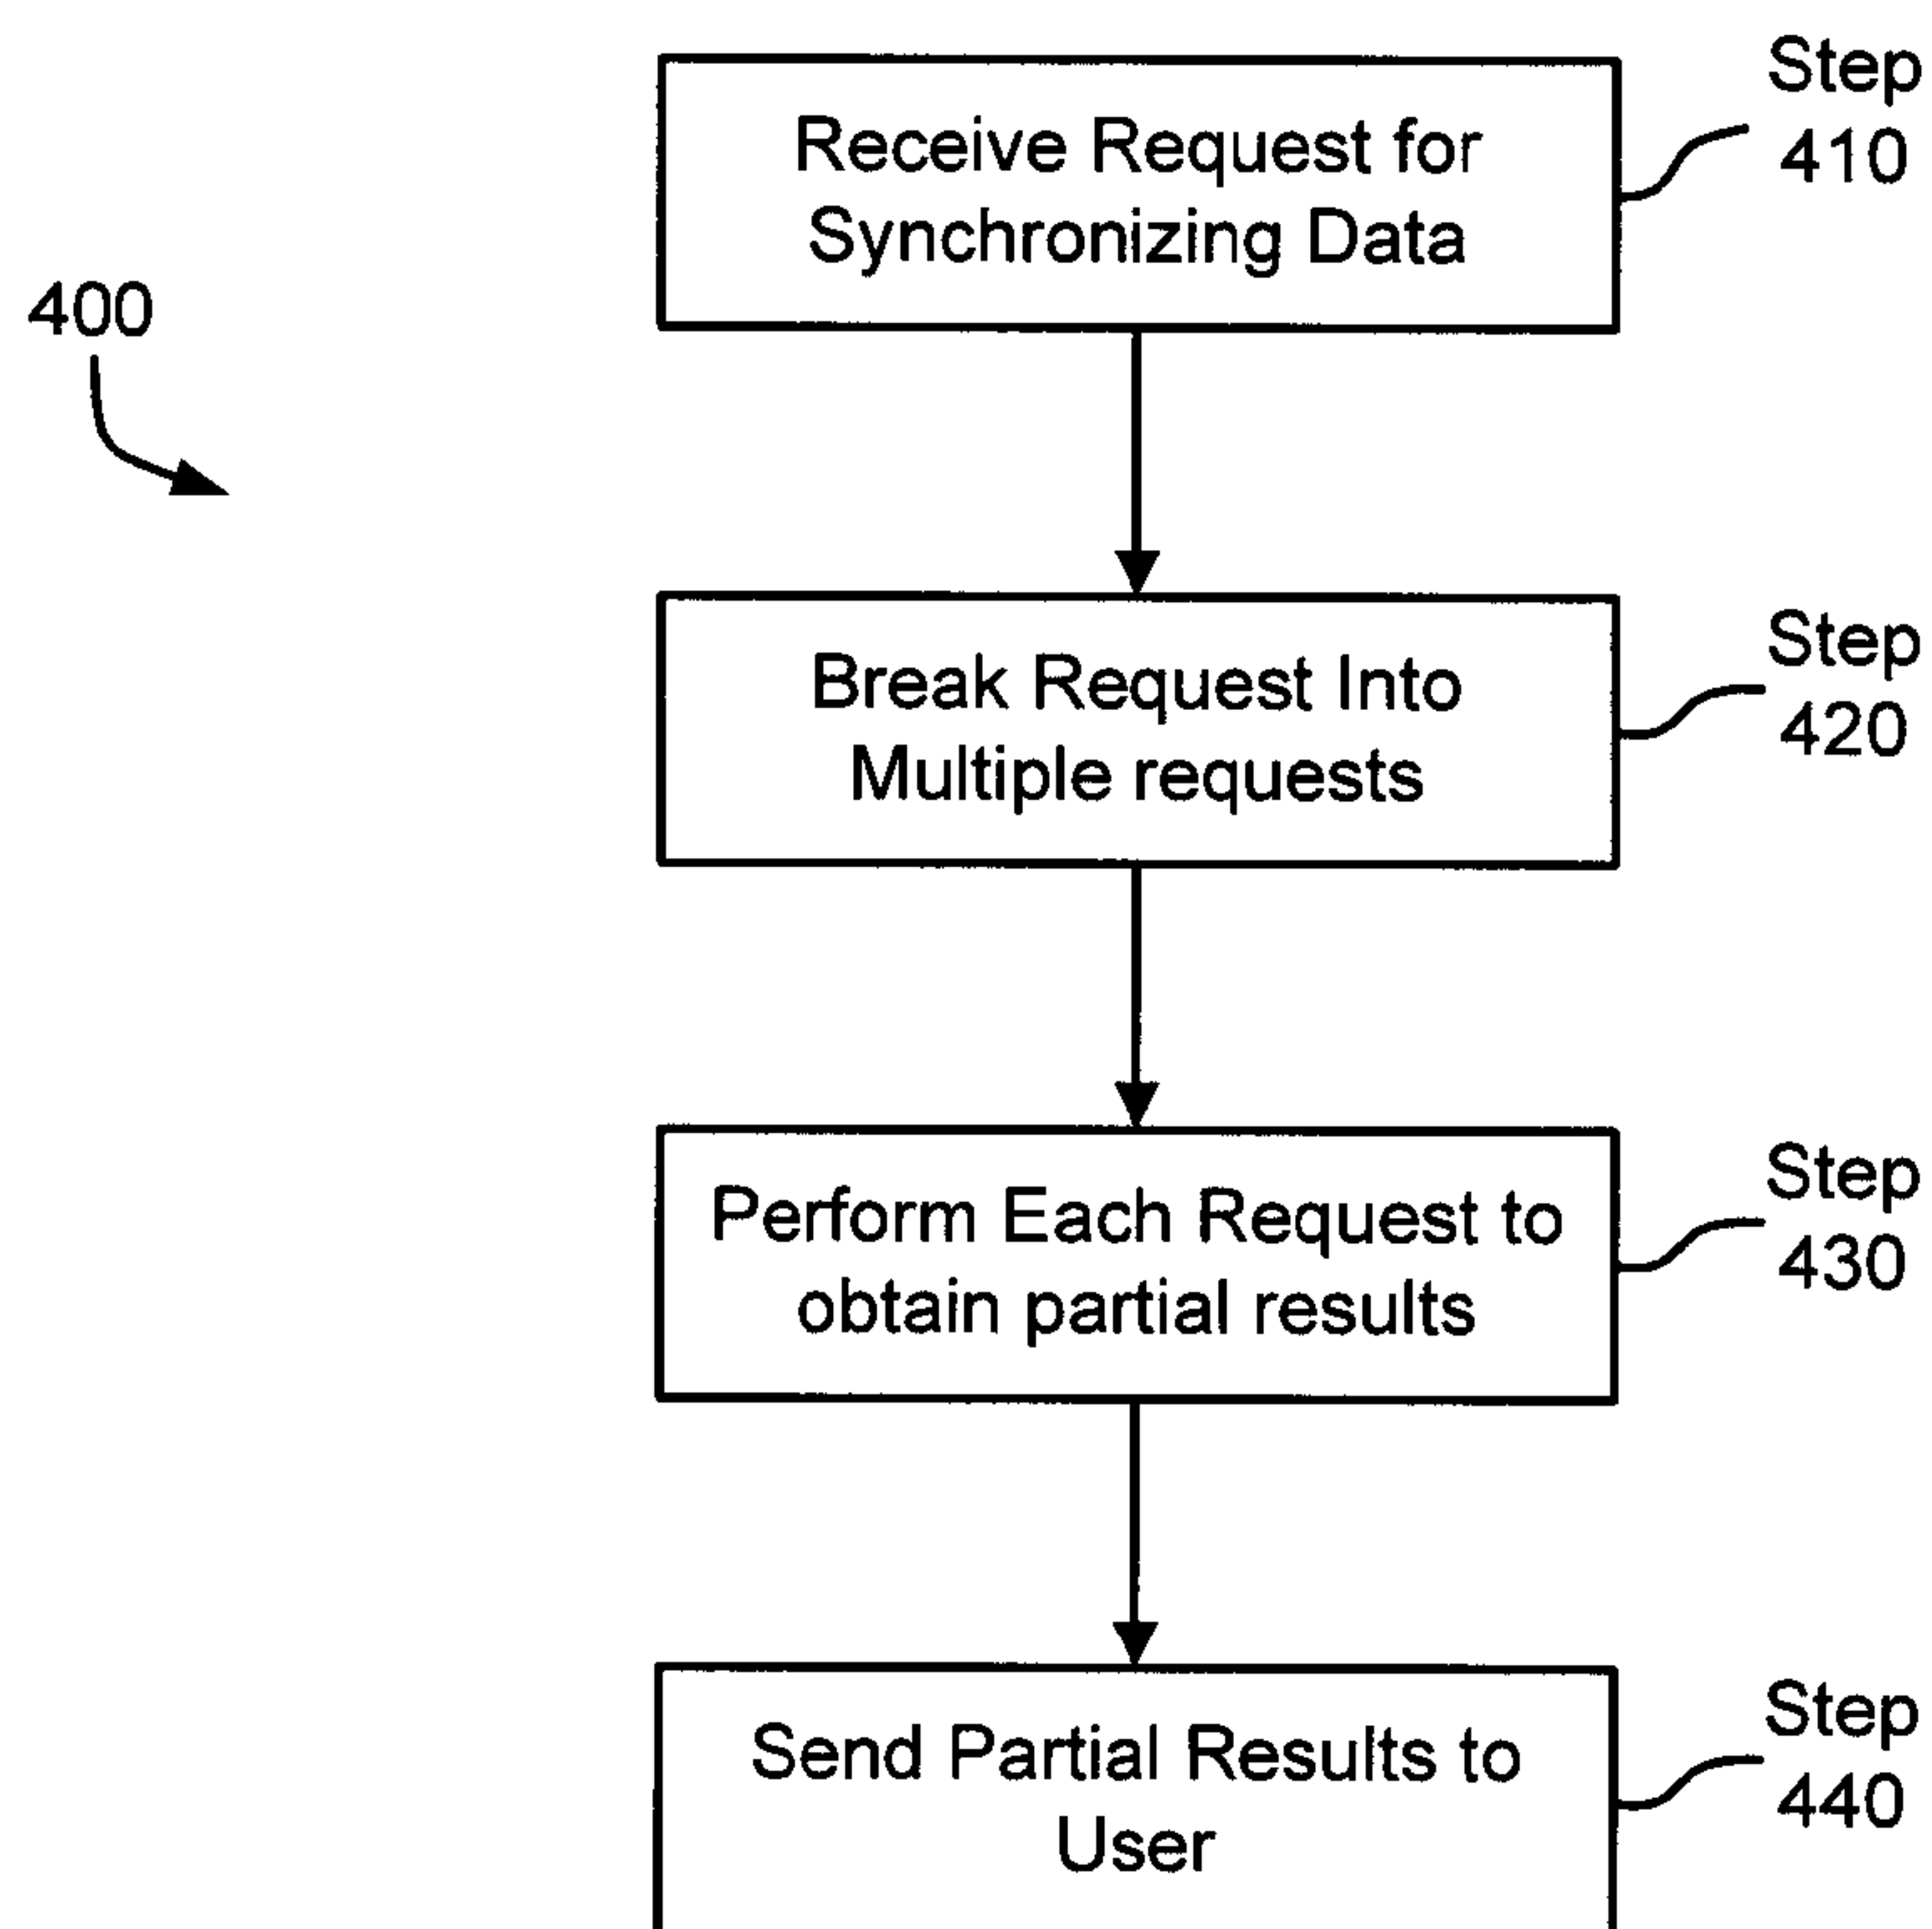 Receive Request for
Synchronizing Data
Step
410
400
Break Request Into
Multiple requests
Step
420
Perform Each Request to
obtain partial results
Step
430
Send Partial Results to
User
Step
440